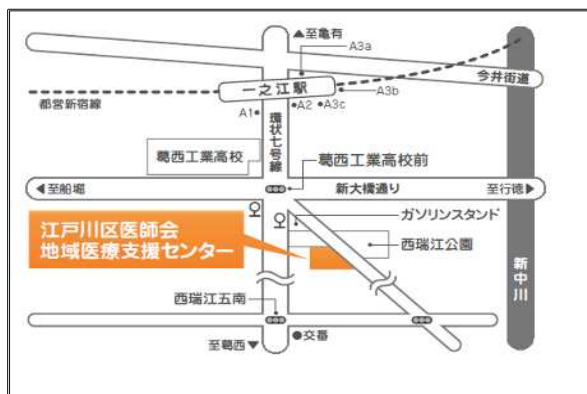 ▲至亀有
A3a
今井街道
一之江駅
A3b
都営新宿線
A1
A2
A3c
環状七号線
葛西工業高校
葛西工業高校前
◀至船堀
新大橋通り
至行徳▶
ガソリンスタンド
江戸川区医師会
地域医療支援センター
西瑞江公園
新中川
西瑞江五南
至葛西▼
●交番